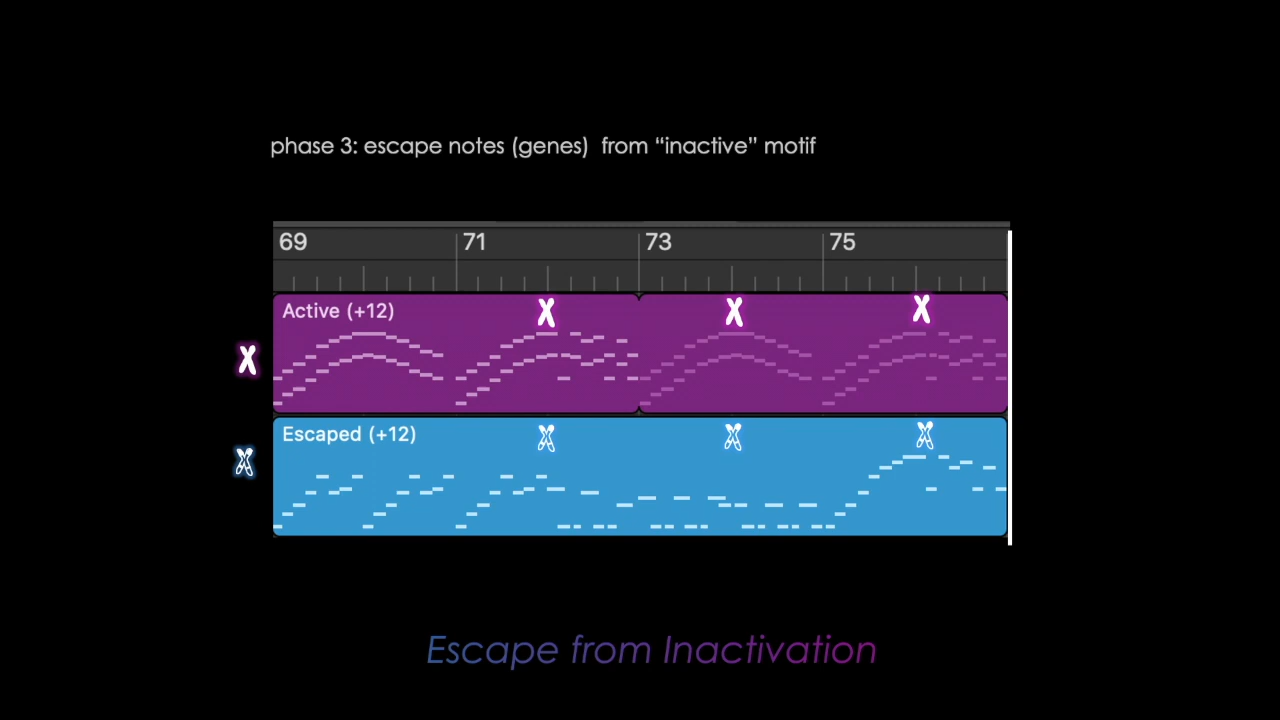 phase 3: escape notes (genes)  from “inactive” motif
69 71 73 75
Active (+12)
Escaped (+12)
Escape from Inactivation